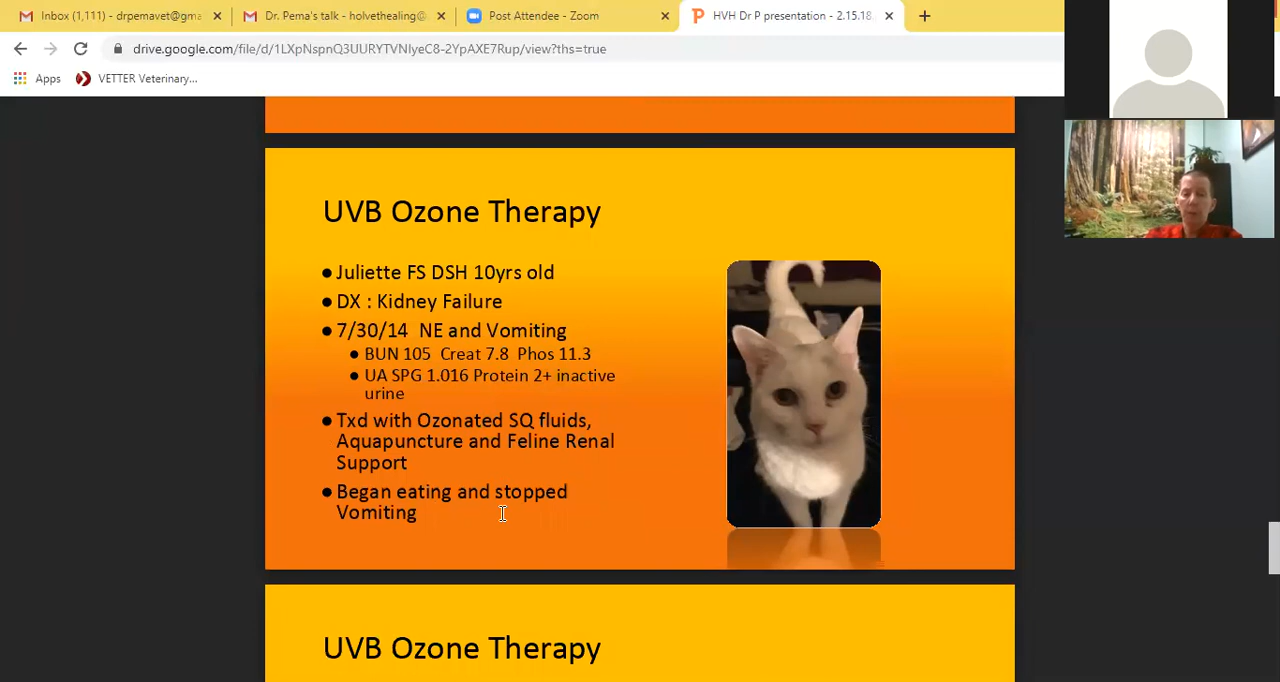 Inbox (1,111) - drpemavet@gma
Dr. Pema's talk - holvethealing@
Post Attendee - Zoom
HVH Dr P presentation - 2.15.18.
drive.google.com/file/d/1LXpNspnQ3UURYTVNIyeC8-2YpAXE7Rup/view?ths=true
Apps
VETTER Veterinary...
UVB Ozone Therapy
● Juliette FS DSH 10yrs old
● DX : Kidney Failure
● 7/30/14 NE and Vomiting
● BUN 105 Creat 7.8 Phos 11.3
● UA SPG 1.016 Protein 2+ inactive
urine
● Txd with Ozonated SQ fluids,
Aquapuncture and Feline Renal
Support
● Began eating and stopped
Vomiting
UVB Ozone Therapy